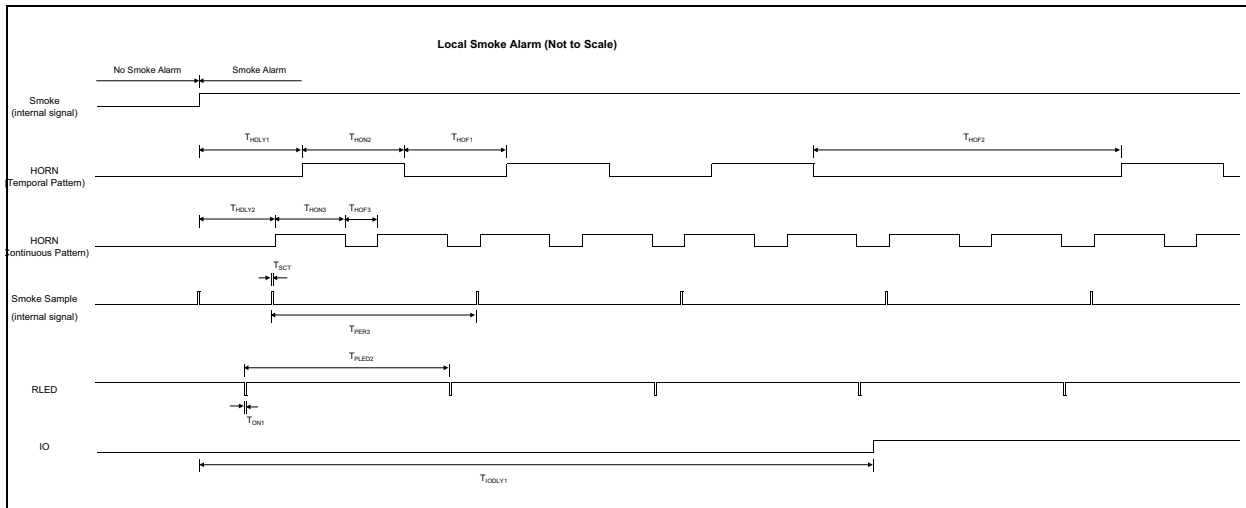 Local Smoke Alarm (Not to Scale)
No Smoke Alarm
Smoke Alarm
Smoke
(internal signal)
THDLY1
THON2
THOF1
THOF2
HORN
(Temporal Pattern)
THDLY2
THON3
THOF3
HORN
Continuous Pattern)
TSCT
Smoke Sample
(internal signal)
TPER3
TPLED2
RLED
TON1
IO
TIODLY1